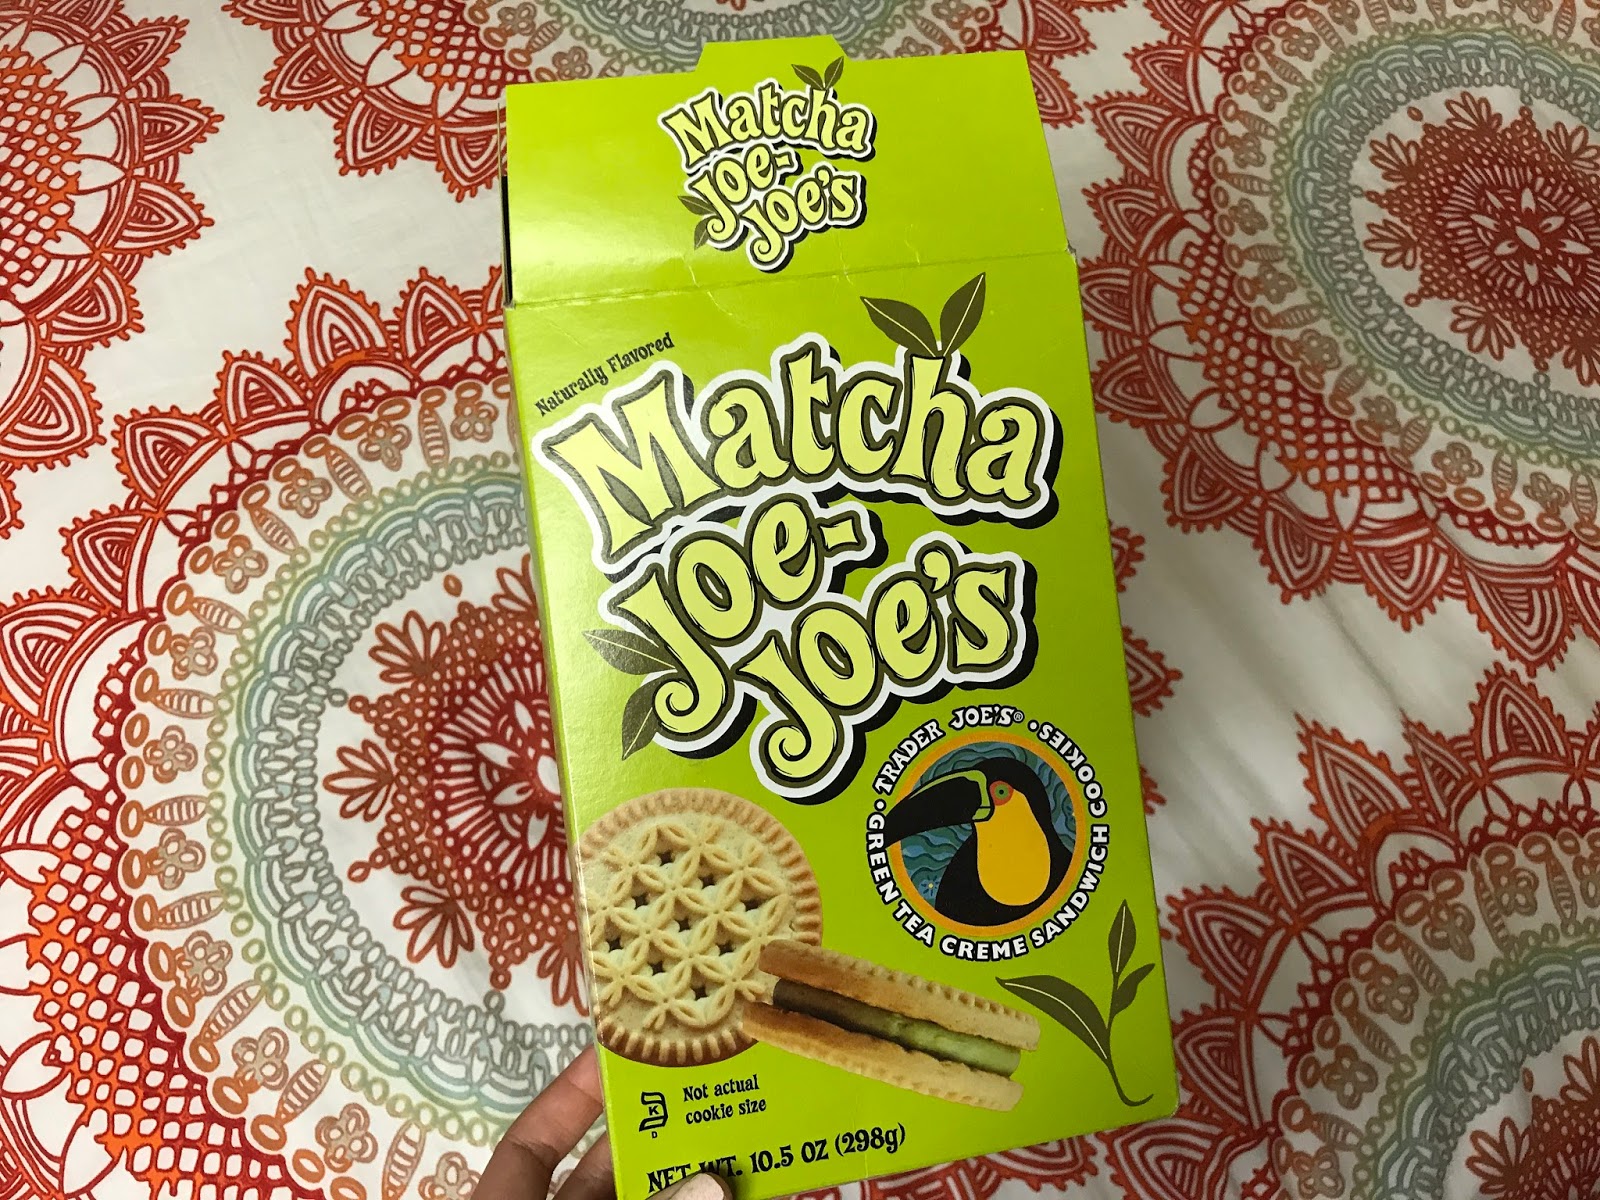 Matcha
Joe-
Joe's
Naturally Flavored
Matcha
Joe-
Joe's
• TRADER JOE'S® •
GREEN TEA CREME SANDWICH COOKIES
K
D
Not actual
cookie size
NET WT. 10.5 OZ (298g)